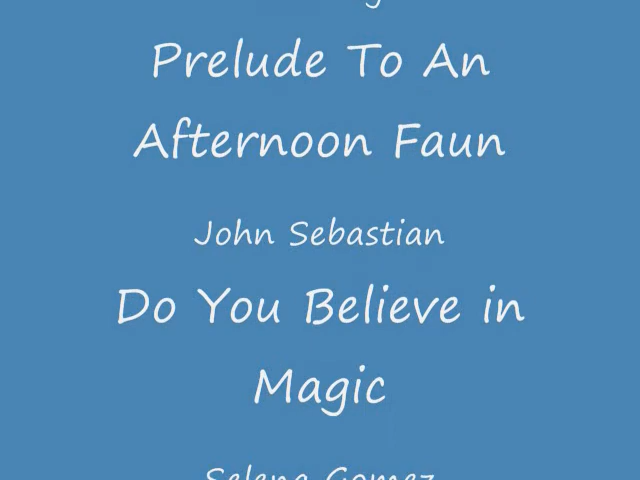 Prelude To An
Afternoon Faun
John Sebastian
Do You Believe in
Magic
Selena Gomez